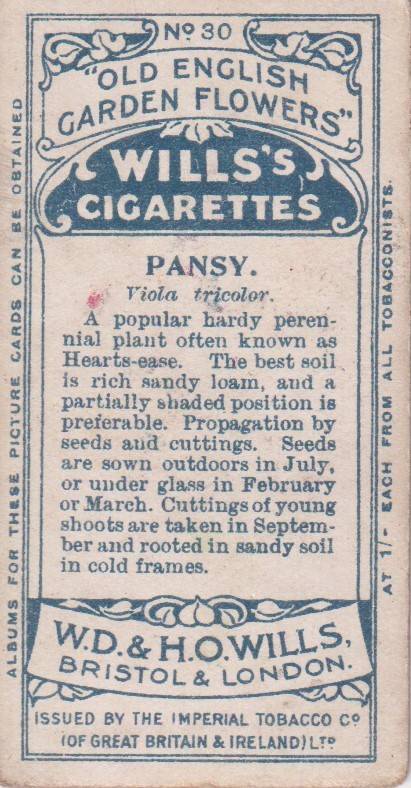 No 30
"OLD ENGLISH
GARDEN FLOWERS"
WILLS's
CIGARETTES
PANSY.
Viola tricolor.
A popular hardy peren-
nial plant often known as
Hearts-ease. The best soil
is rich sandy loam, and a
partially shaded position is
preferable. Propagation by
seeds and cuttings. Seeds
are sown outdoors in July,
or under glass in February
or March. Cuttings of young
shoots are taken in Septem-
ber and rooted in sandy soil
in cold frames.
W.D. & H.O. WILLS,
BRISTOL & LONDON.
ISSUED BY THE IMPERIAL TOBACCO Co
(OF GREAT BRITAIN & IRELAND) LTD
ALBUMS FOR THESE PICTURE CARDS CAN BE OBTAINED
AT 1/- EACH FROM ALL TOBACCONISTS.